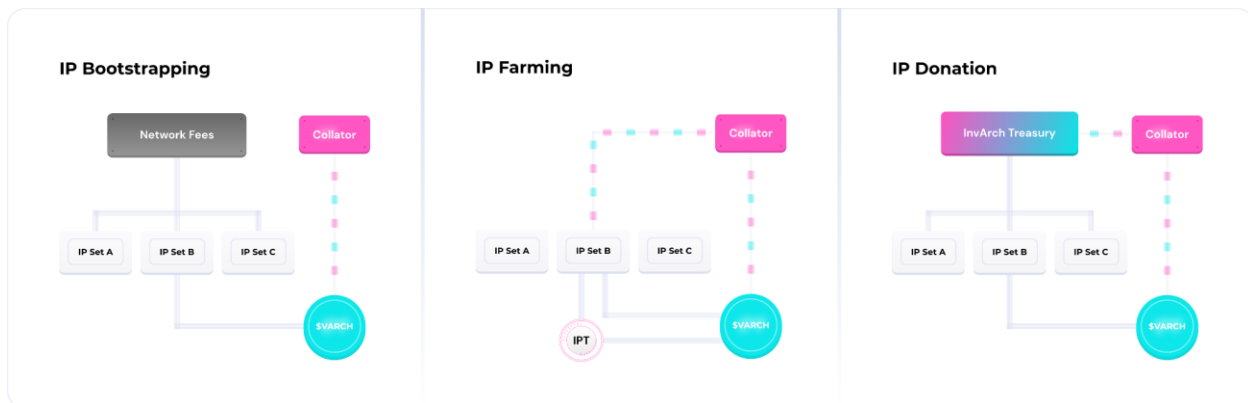 IP Bootstrapping
Network Fees
Collator
IP Set A
IP Set B
IP Set C
$VARCH
IP Farming
Collator
IP Set A
IP Set B
IP Set C
IPT
$VARCH
IP Donation
InvArch Treasury
Collator
IP Set A
IP Set B
IP Set C
$VARCH